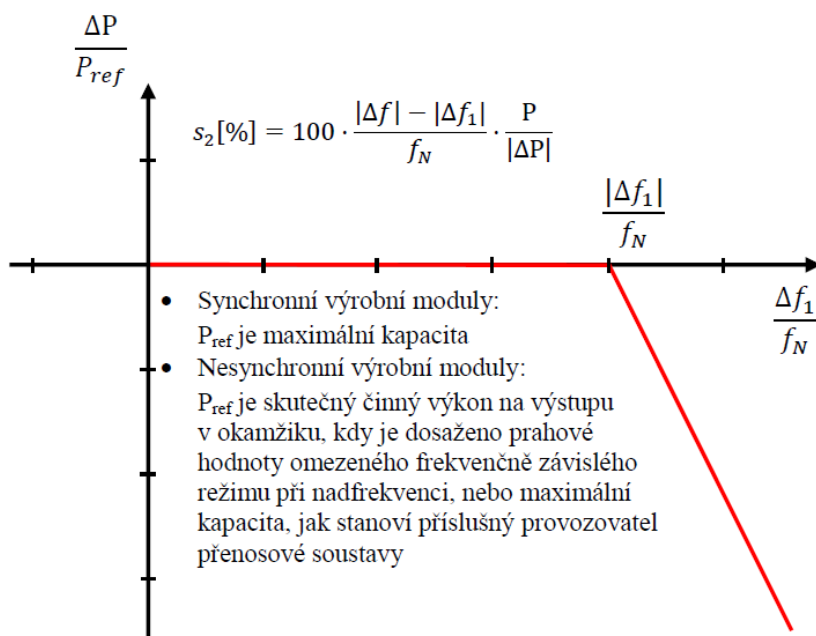 ΔP
P_ref
s₂[%] = 100 · (|Δf| − |Δf₁|)/f_N · P/|ΔP|
|Δf₁|
f_N
Δf₁
f_N
• Synchronní výrobní moduly:
P_ref je maximální kapacita
• Nesynchronní výrobní moduly:
P_ref je skutečný činný výkon na výstupu
v okamžiku, kdy je dosaženo prahové
hodnoty omezeného frekvenčně závislého
režimu při nadfrekvenci, nebo maximální
kapacita, jak stanoví příslušný provozovatel
přenosové soustavy